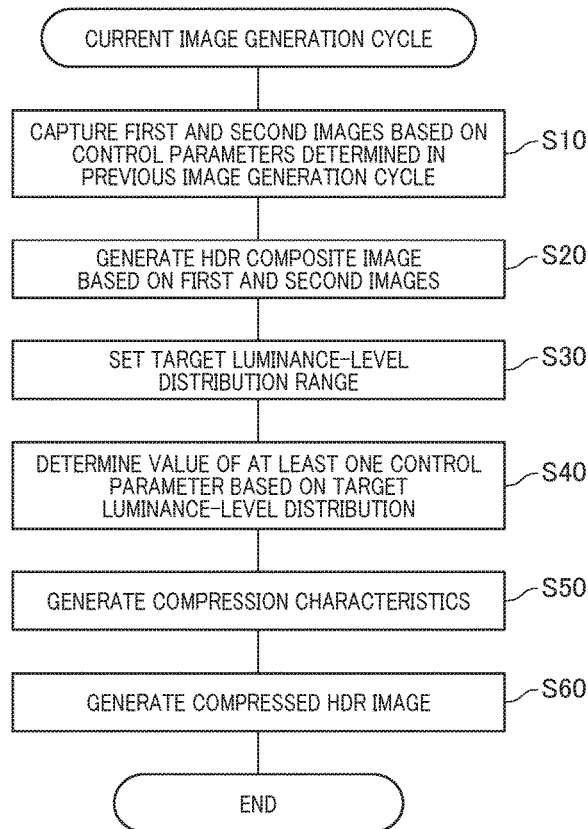 CURRENT IMAGE GENERATION CYCLE
CAPTURE FIRST AND SECOND IMAGES BASED ON
CONTROL PARAMETERS DETERMINED IN
PREVIOUS IMAGE GENERATION CYCLE
S10
GENERATE HDR COMPOSITE IMAGE
BASED ON FIRST AND SECOND IMAGES
S20
SET TARGET LUMINANCE-LEVEL
DISTRIBUTION RANGE
S30
DETERMINE VALUE OF AT LEAST ONE CONTROL
PARAMETER BASED ON TARGET
LUMINANCE-LEVEL DISTRIBUTION
S40
GENERATE COMPRESSION CHARACTERISTICS
S50
GENERATE COMPRESSED HDR IMAGE
S60
END